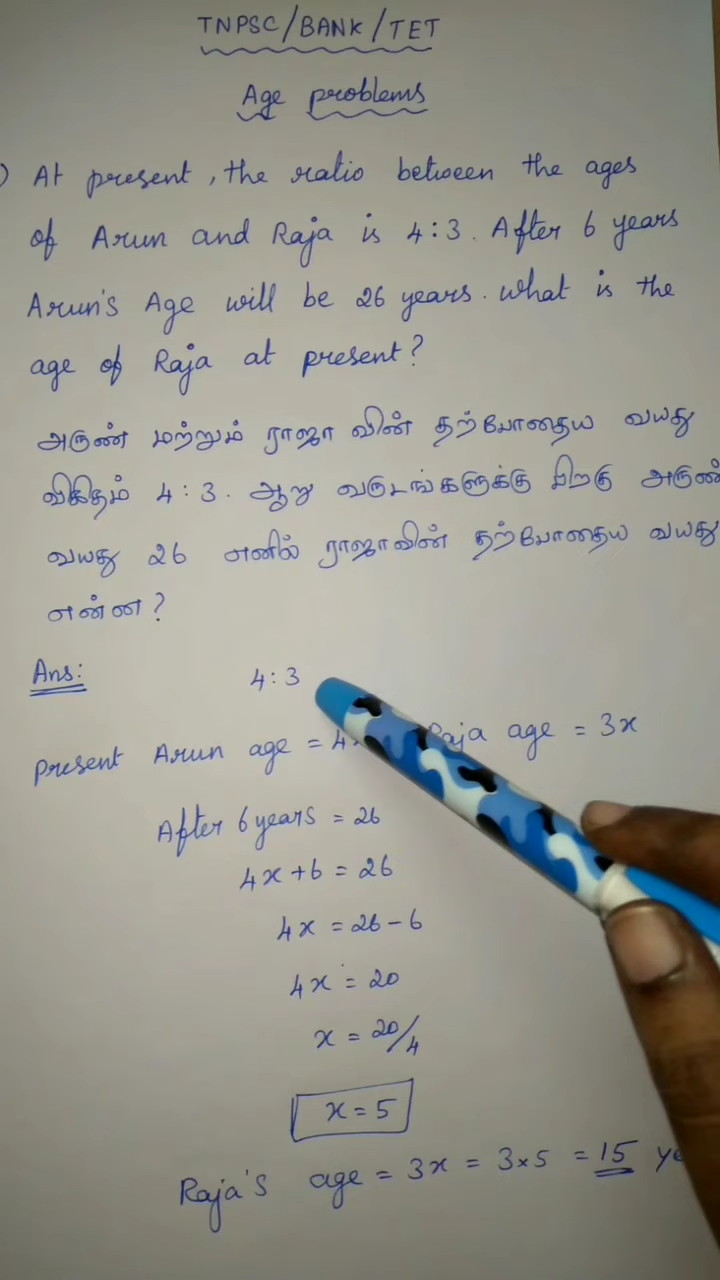 TNPSC/BANK/TET
Age problems
) At present, the ratio between the ages
of Arun and Raja is 4:3. After 6 years
Arun's Age will be 26 years. what is the
age of Raja at present?
அருண் மற்றும் ராஜா வின் தற்போதைய வயது
விகிதம் 4:3. ஆறு வருடங்களுக்கு பிறகு அருண்
வயது 26 எனில் ராஜாவின் தற்போதைய வயது
என்ன?
Ans: 4:3
Present Arun age = 4x Raja age = 3x
After 6 years = 26
4x + 6 = 26
4x = 26 - 6
4x = 20
x = 20/4
x = 5
Raja's age = 3x = 3x5 = 15